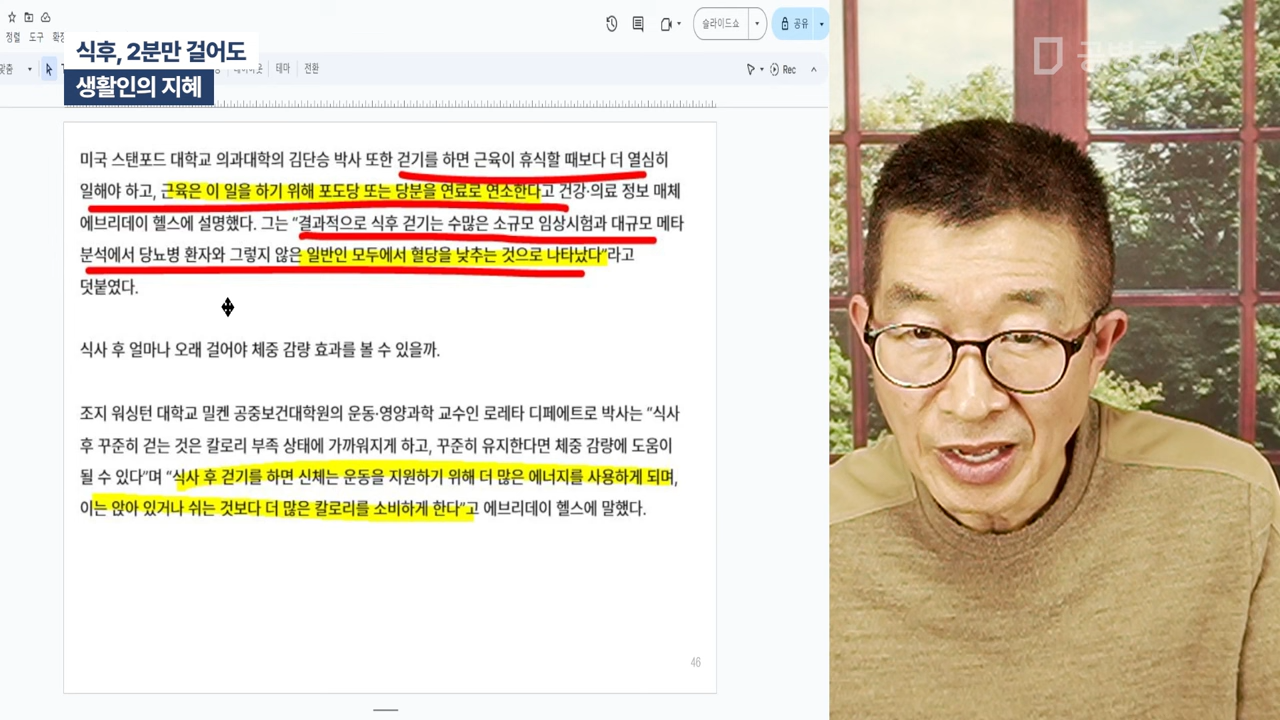 슬라이드쇼
공유
정렬 도구
식후, 2분만 걸어도
생활인의 지혜
맞춤
테마
전환
Rec
미국 스탠포드 대학교 의과대학의 김단승 박사 또한 걷기를 하면 근육이 휴식할 때보다 더 열심히
일해야 하고, 근육은 이 일을 하기 위해 포도당 또는 당분을 연료로 연소한다고 건강·의료 정보 매체
에브리데이 헬스에 설명했다. 그는 “결과적으로 식후 걷기는 수많은 소규모 임상시험과 대규모 메타
분석에서 당뇨병 환자와 그렇지 않은 일반인 모두에서 혈당을 낮추는 것으로 나타났다”라고
덧붙였다.
식사 후 얼마나 오래 걸어야 체중 감량 효과를 볼 수 있을까.
조지 워싱턴 대학교 밀켄 공중보건대학원의 운동·영양과학 교수인 로레타 디페에트로 박사는 “식사
후 꾸준히 걷는 것은 칼로리 부족 상태에 가까워지게 하고, 꾸준히 유지한다면 체중 감량에 도움이
될 수 있다”며 “식사 후 걷기를 하면 신체는 운동을 지원하기 위해 더 많은 에너지를 사용하게 되며,
이는 앉아 있거나 쉬는 것보다 더 많은 칼로리를 소비하게 한다”고 에브리데이 헬스에 말했다.
46